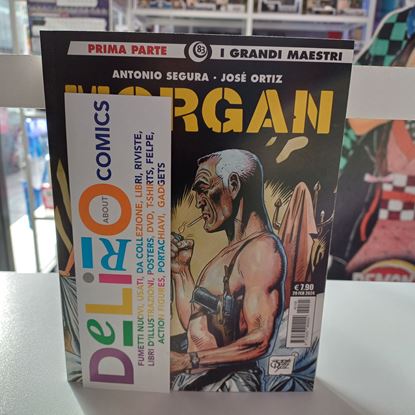 PRIMA PARTE 83 I GRANDI MAESTRI
ANTONIO SEGURA · JOSÉ ORTIZ
MORGAN
DeLiRIO
ABOUT COMICS
FUMETTI NUOVI, USATI, DA COLLEZIONE, LIBRI, RIVISTE,
LIBRI D'ILLUSTRAZIONI, POSTERS, DVD, T-SHIRTS, FELPE,
ACTION FIGURES, PORTACHIAVI, GADGETS
€ 7,90